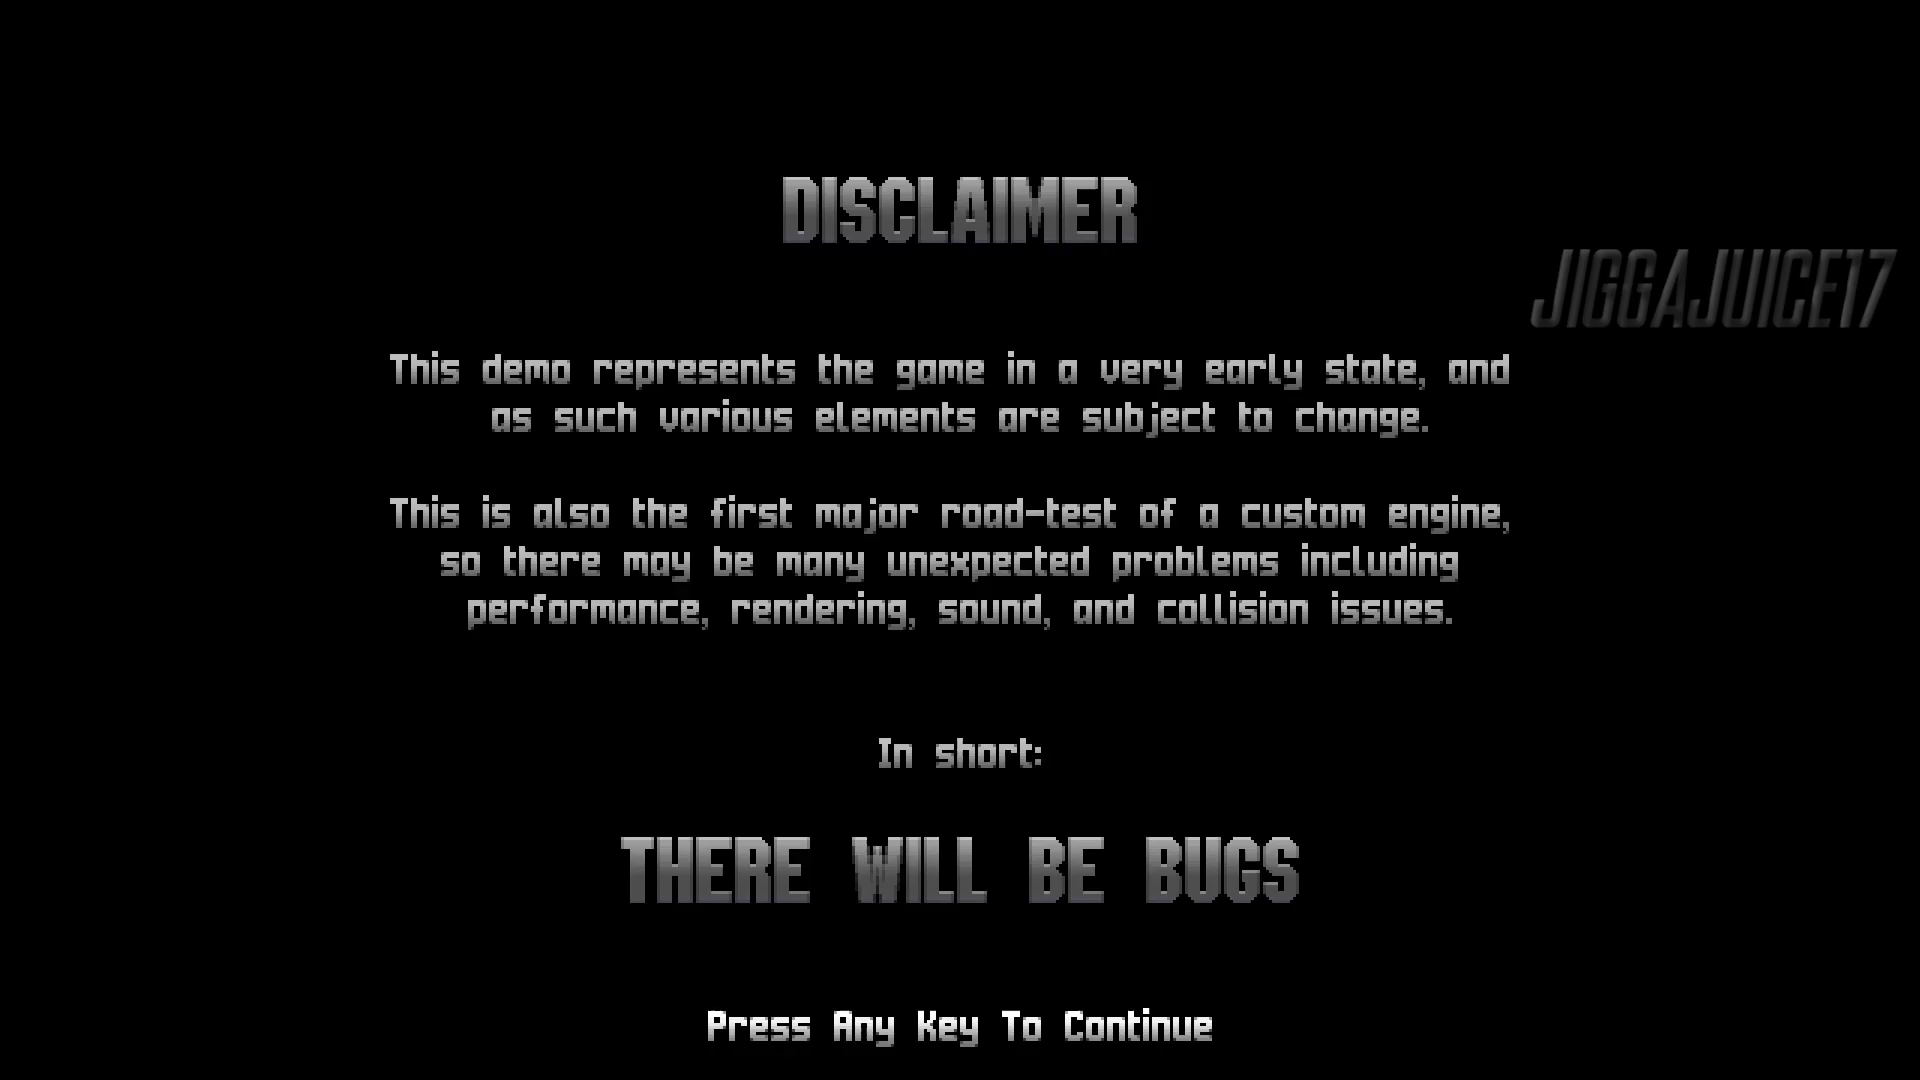 DISCLAIMER
JIGGAJUICE17
This demo represents the game in a very early state, and
as such various elements are subject to change.
This is also the first major road-test of a custom engine,
so there may be many unexpected problems including
performance, rendering, sound, and collision issues.
In short:
THERE WILL BE BUGS
Press Any Key To Continue